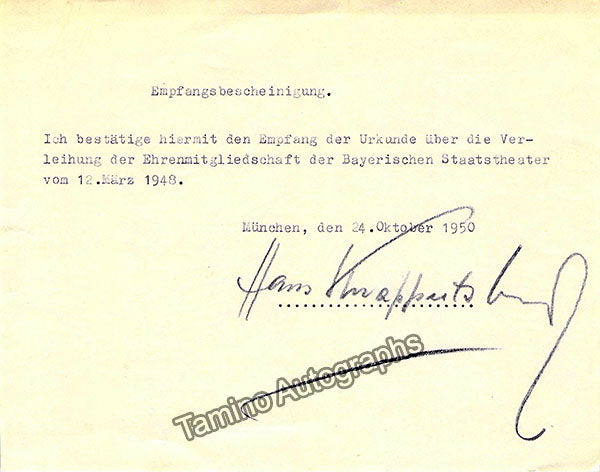 Empfangsbescheinigung.
Ich bestätige hiermit den Empfang der Urkunde über die Ver-
leihung der Ehrenmitgliedschaft der Bayerischen Staatstheater
vom 12.März 1948.
München, den 24.Oktober 1950
Hans Knappertsbusch
Tamino Autographs